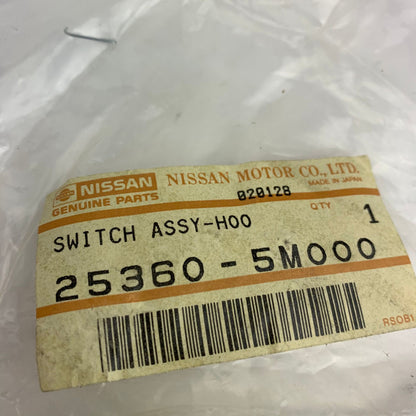 NISSAN NISSAN MOTOR CO., LTD.
GENUINE PARTS 020128 MADE IN JAPAN
SWITCH ASSY-HOO QTY 1
25360-5M000
RSOB1